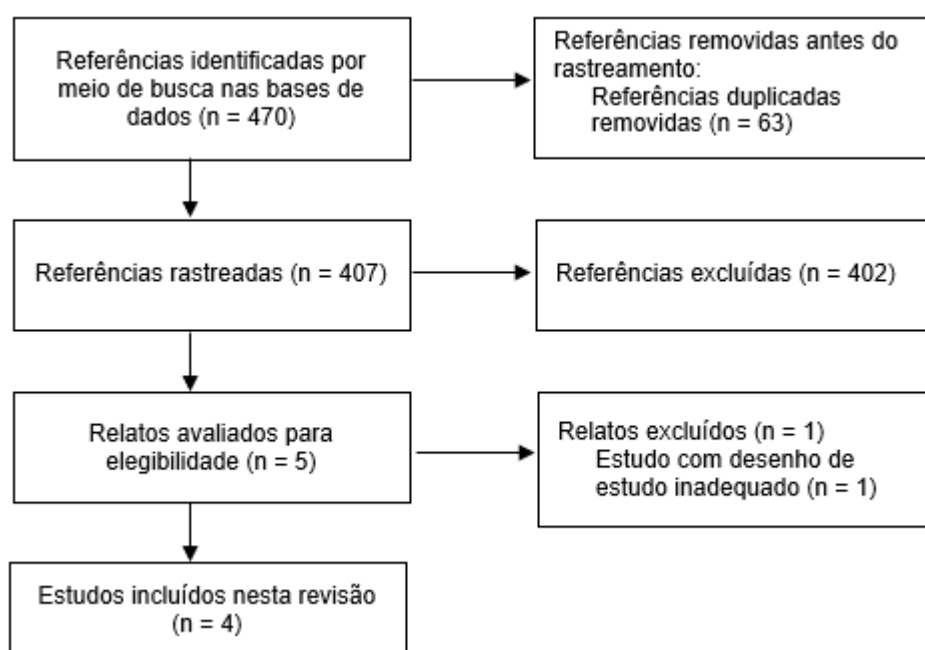 Referências identificadas por
meio de busca nas bases de
dados (n = 470)
Referências removidas antes do
rastreamento:
Referências duplicadas
removidas (n = 63)
Referências rastreadas (n = 407)
Referências excluídas (n = 402)
Relatos avaliados para
elegibilidade (n = 5)
Relatos excluídos (n = 1)
Estudo com desenho de
estudo inadequado (n = 1)
Estudos incluídos nesta revisão
(n = 4)